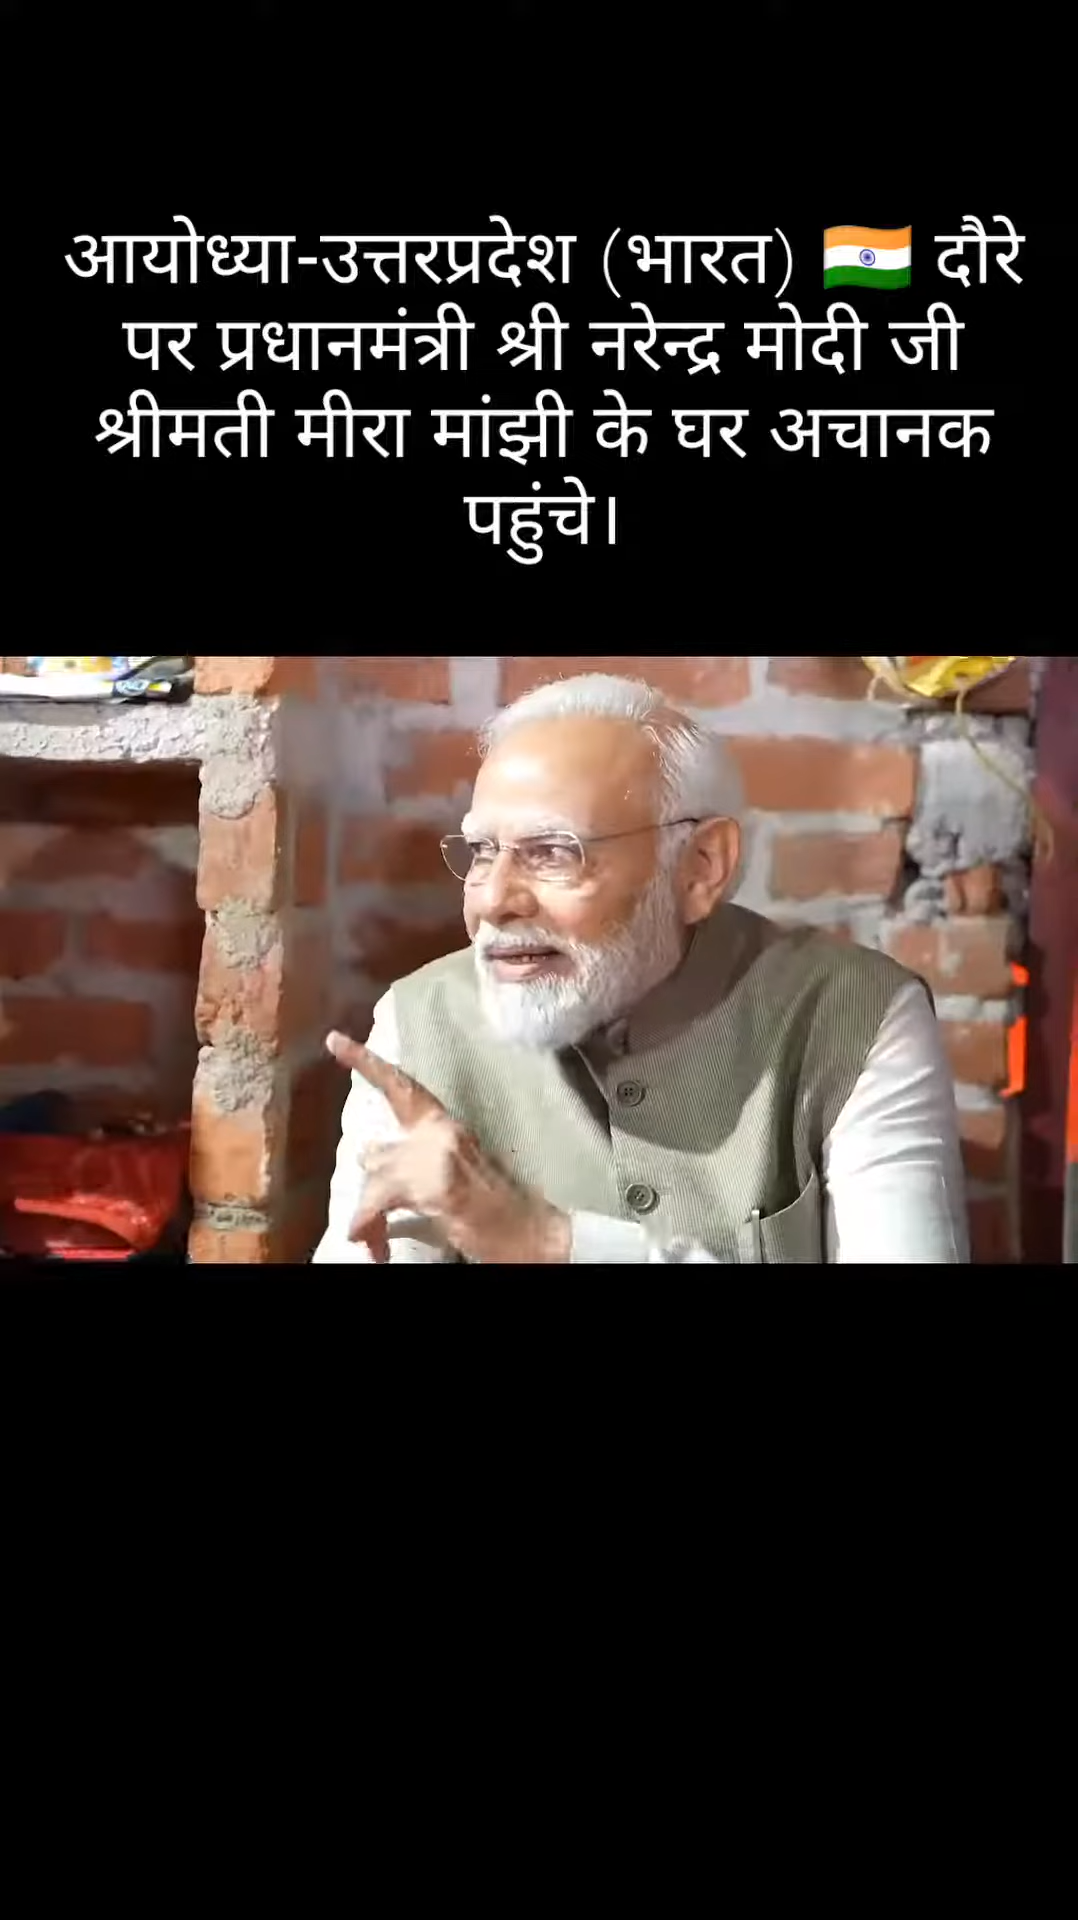 आयोध्या-उत्तरप्रदेश (भारत) 🇮🇳 दौरे
पर प्रधानमंत्री श्री नरेन्द्र मोदी जी
श्रीमती मीरा मांझी के घर अचानक
पहुंचे।